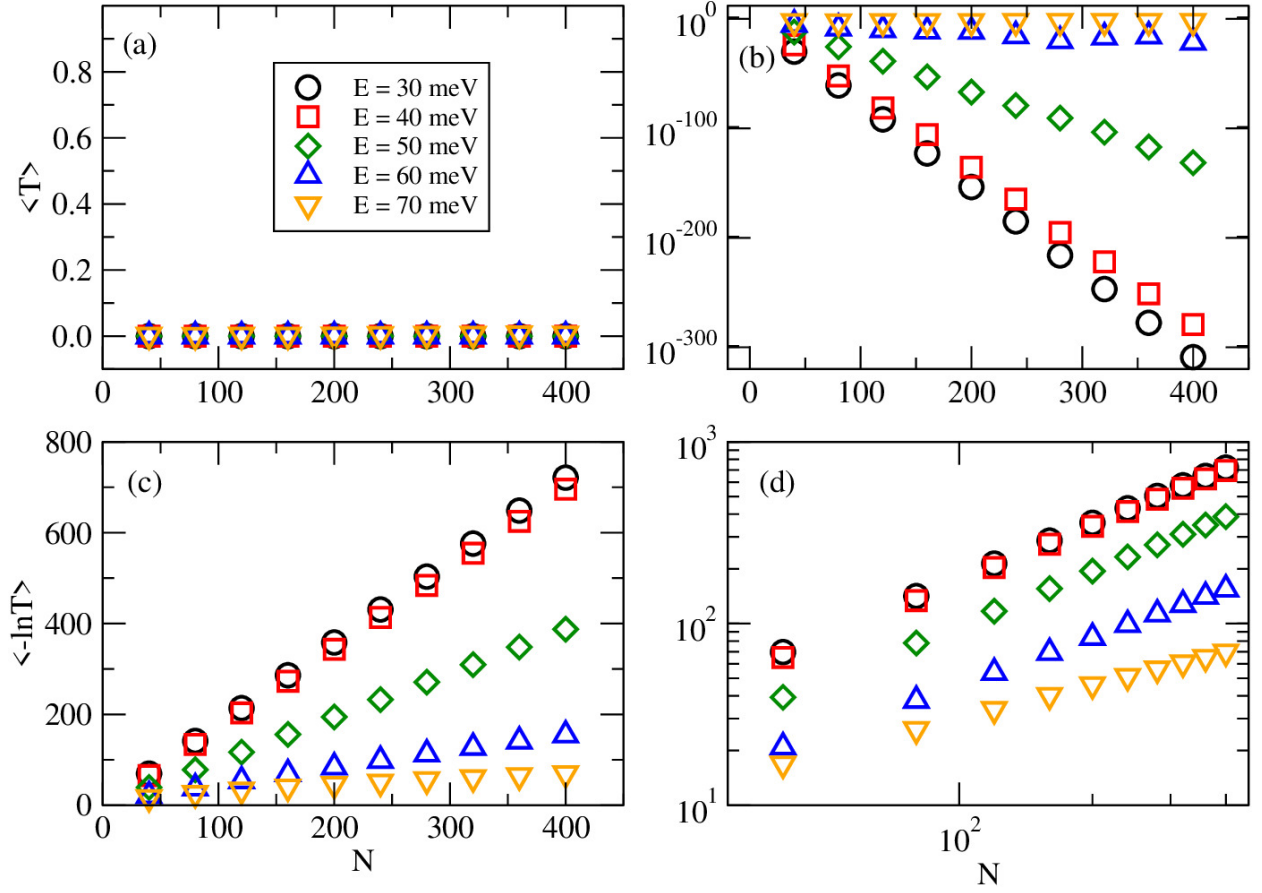 (a)
E = 30 meV
E = 40 meV
E = 50 meV
E = 60 meV
E = 70 meV
<T>
0.8
0.6
0.4
0.2
0.0
0 100 200 300 400
(b)
10^0
10^-100
10^-200
10^-300
0 100 200 300 400
(c)
<-lnT>
800
600
400
200
0
0 100 200 300 400
N
(d)
10^3
10^2
10^1
10^2
N